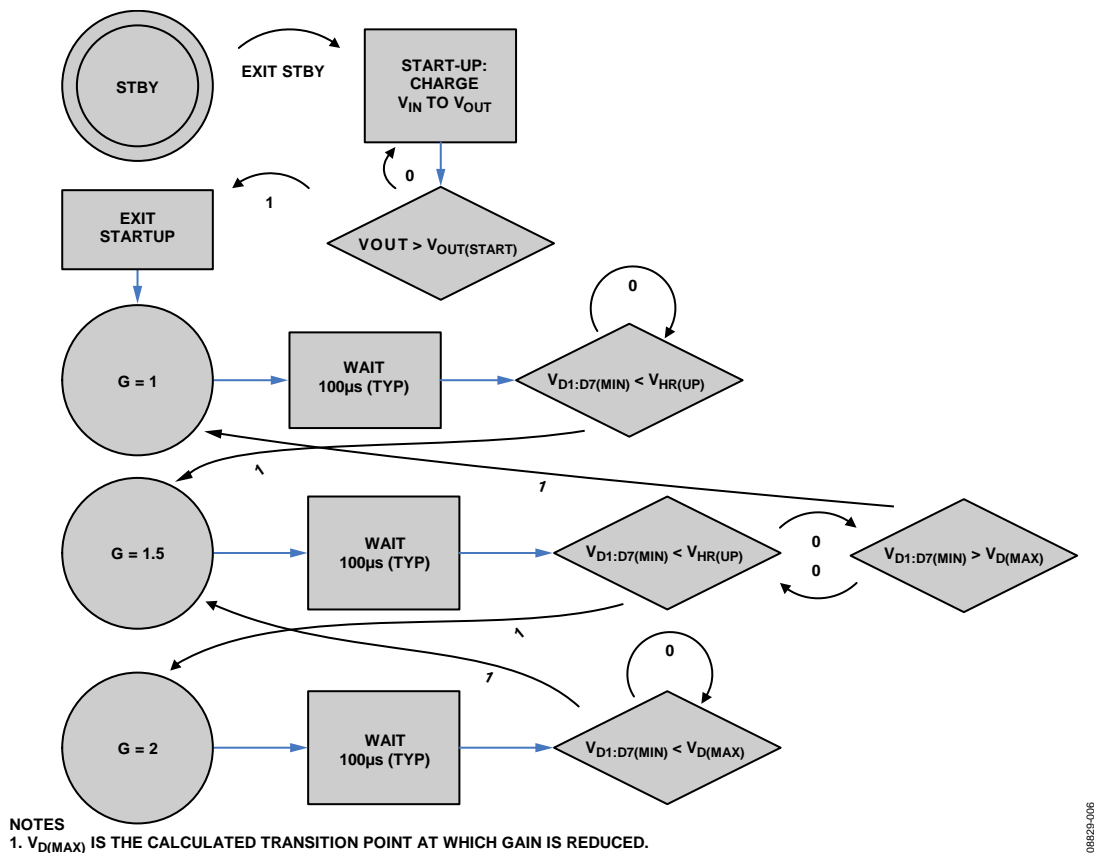 STBY
EXIT STBY
START-UP:
CHARGE
VIN TO VOUT
0
1
EXIT
STARTUP
VOUT > VOUT(START)
0
G = 1
WAIT
100µs (TYP)
VD1:D7(MIN) < VHR(UP)
1
1
G = 1.5
WAIT
100µs (TYP)
VD1:D7(MIN) < VHR(UP)
0
0
VD1:D7(MIN) > VD(MAX)
1
1
0
G = 2
WAIT
100µs (TYP)
VD1:D7(MIN) < VD(MAX)
NOTES
1. VD(MAX) IS THE CALCULATED TRANSITION POINT AT WHICH GAIN IS REDUCED.
08829-006